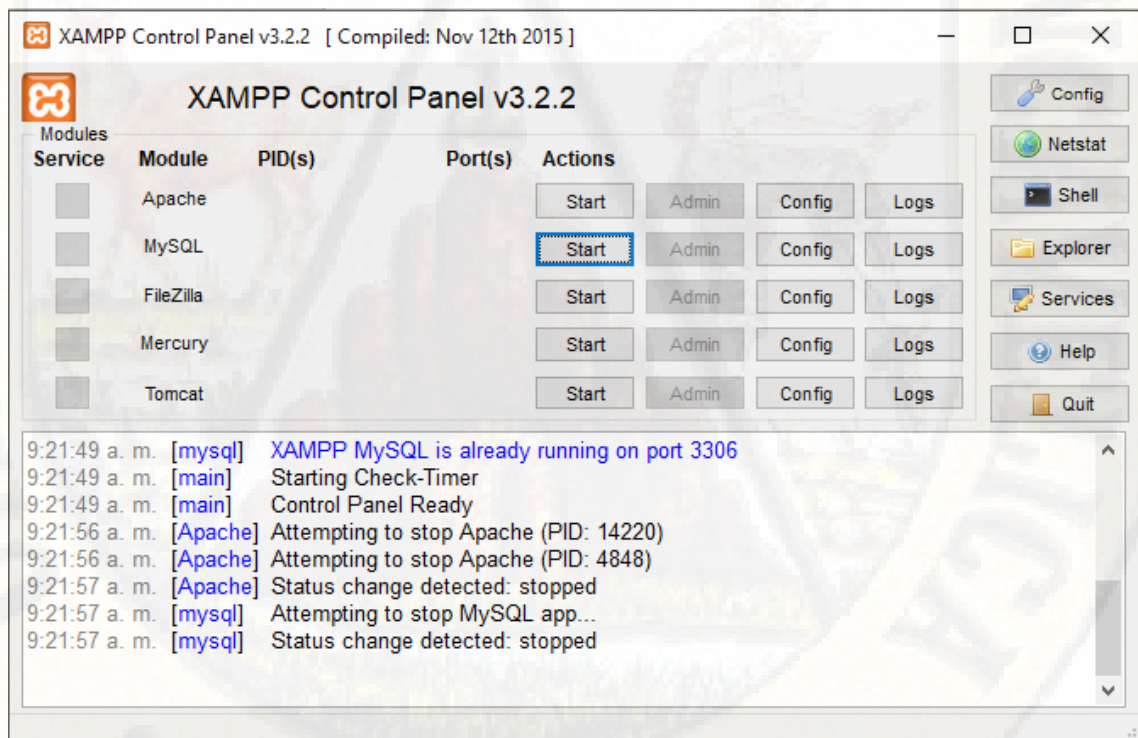 XAMPP Control Panel v3.2.2 [ Compiled: Nov 12th 2015 ]
XAMPP Control Panel v3.2.2
Config
Modules
Service Module PID(s) Port(s) Actions
Netstat
Apache Start Admin Config Logs
Shell
MySQL Start Admin Config Logs
Explorer
FileZilla Start Admin Config Logs
Services
Mercury Start Admin Config Logs
Help
Tomcat Start Admin Config Logs
Quit
9:21:49 a. m. [mysql] XAMPP MySQL is already running on port 3306
9:21:49 a. m. [main] Starting Check-Timer
9:21:49 a. m. [main] Control Panel Ready
9:21:56 a. m. [Apache] Attempting to stop Apache (PID: 14220)
9:21:56 a. m. [Apache] Attempting to stop Apache (PID: 4848)
9:21:57 a. m. [Apache] Status change detected: stopped
9:21:57 a. m. [mysql] Attempting to stop MySQL app...
9:21:57 a. m. [mysql] Status change detected: stopped